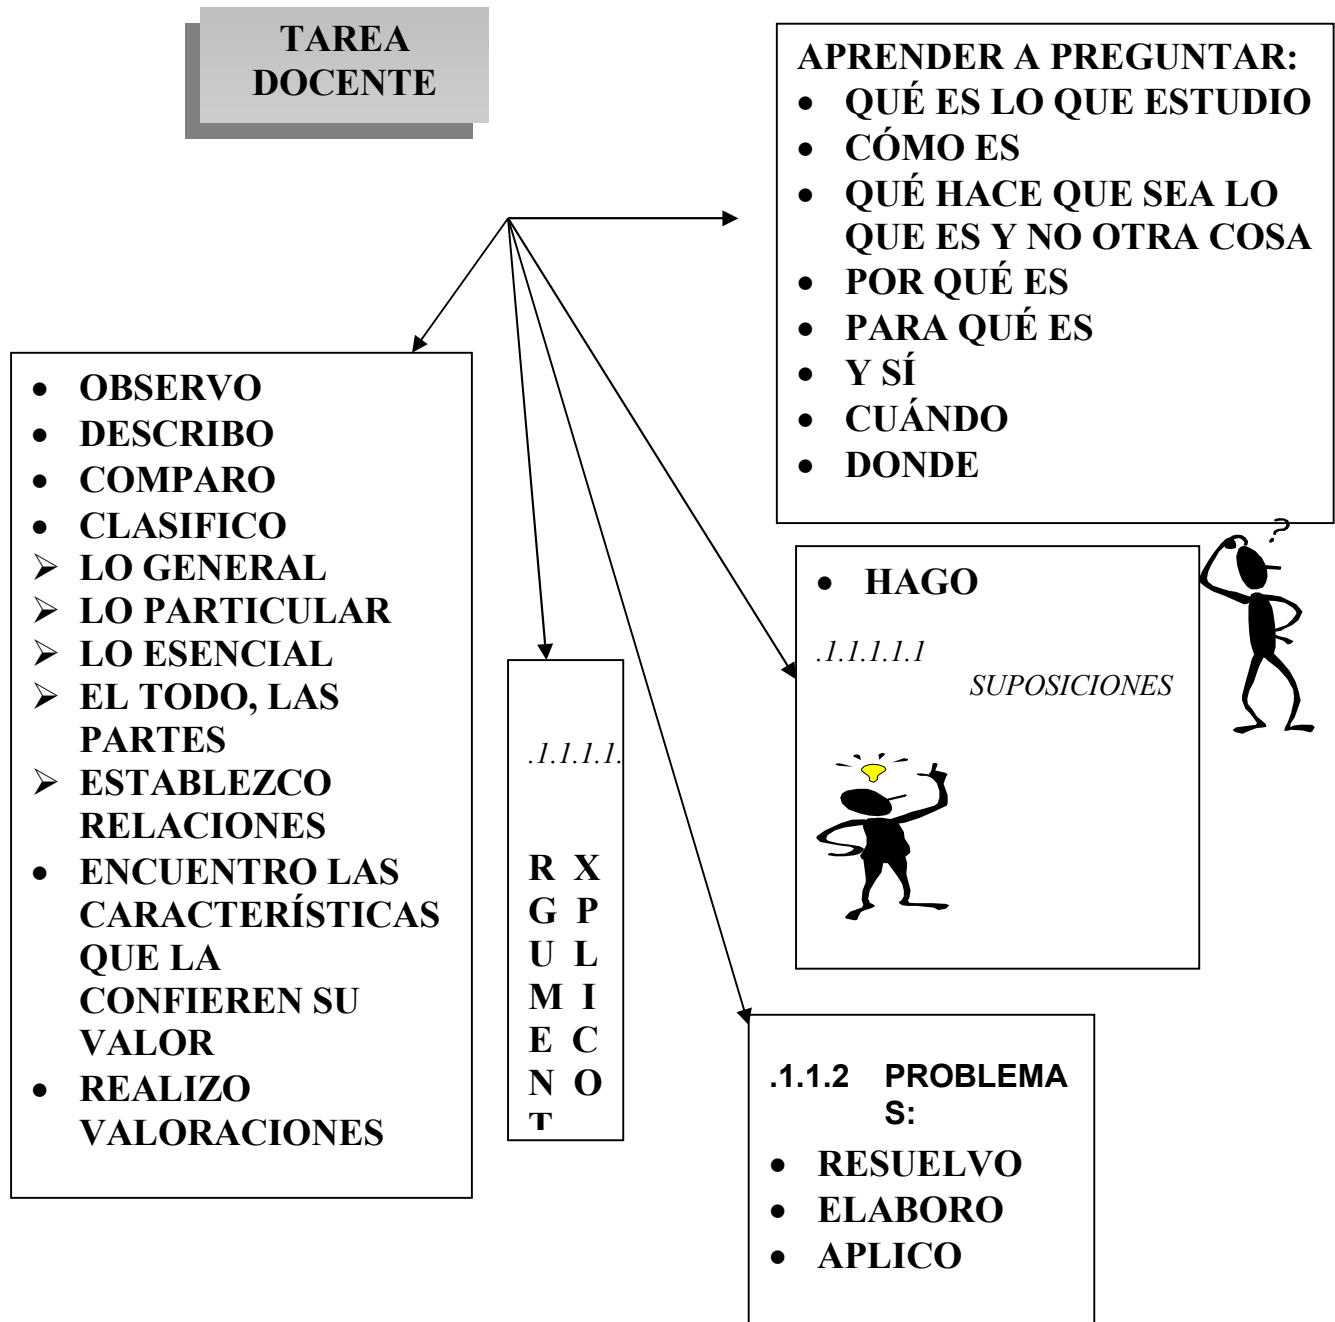 TAREA
DOCENTE
APRENDER A PREGUNTAR:
• QUÉ ES LO QUE ESTUDIO
• CÓMO ES
• QUÉ HACE QUE SEA LO
QUE ES Y NO OTRA COSA
• POR QUÉ ES
• PARA QUÉ ES
• Y SÍ
• CUÁNDO
• DONDE
• OBSERVO
• DESCRIBO
• COMPARO
• CLASIFICO
➢ LO GENERAL
➢ LO PARTICULAR
➢ LO ESENCIAL
➢ EL TODO, LAS
PARTES
➢ ESTABLEZCO
RELACIONES
• ENCUENTRO LAS
CARACTERÍSTICAS
QUE LA
CONFIEREN SU
VALOR
• REALIZO
VALORACIONES
.1.1.1.1.
R X
G P
U L
M I
E C
N O
T
?
• HAGO
.1.1.1.1.1
SUPOSICIONES
.1.1.2 PROBLEMA
S:
• RESUELVO
• ELABORO
• APLICO